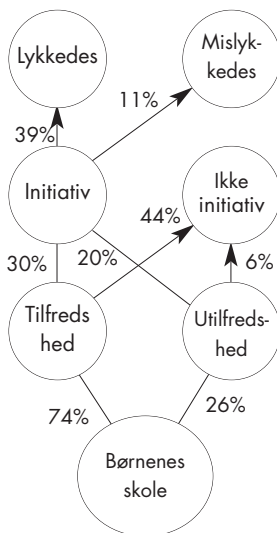 Lykkedes
Mislyk-
kedes
39%
11%
Initiativ
Ikke
initiativ
44%
30%
20%
6%
Tilfreds
hed
Utilfreds-
hed
74%
26%
Børnenes
skole